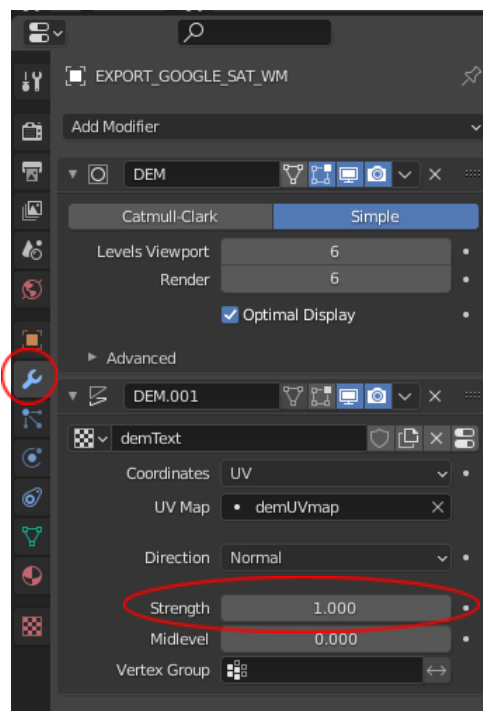 EXPORT_GOOGLE_SAT_WM
Add Modifier
DEM
Catmull-Clark Simple
Levels Viewport 6
Render 6
Optimal Display
Advanced
DEM.001
demText
Coordinates UV
UV Map demUVmap
Direction Normal
Strength 1.000
Midlevel 0.000
Vertex Group